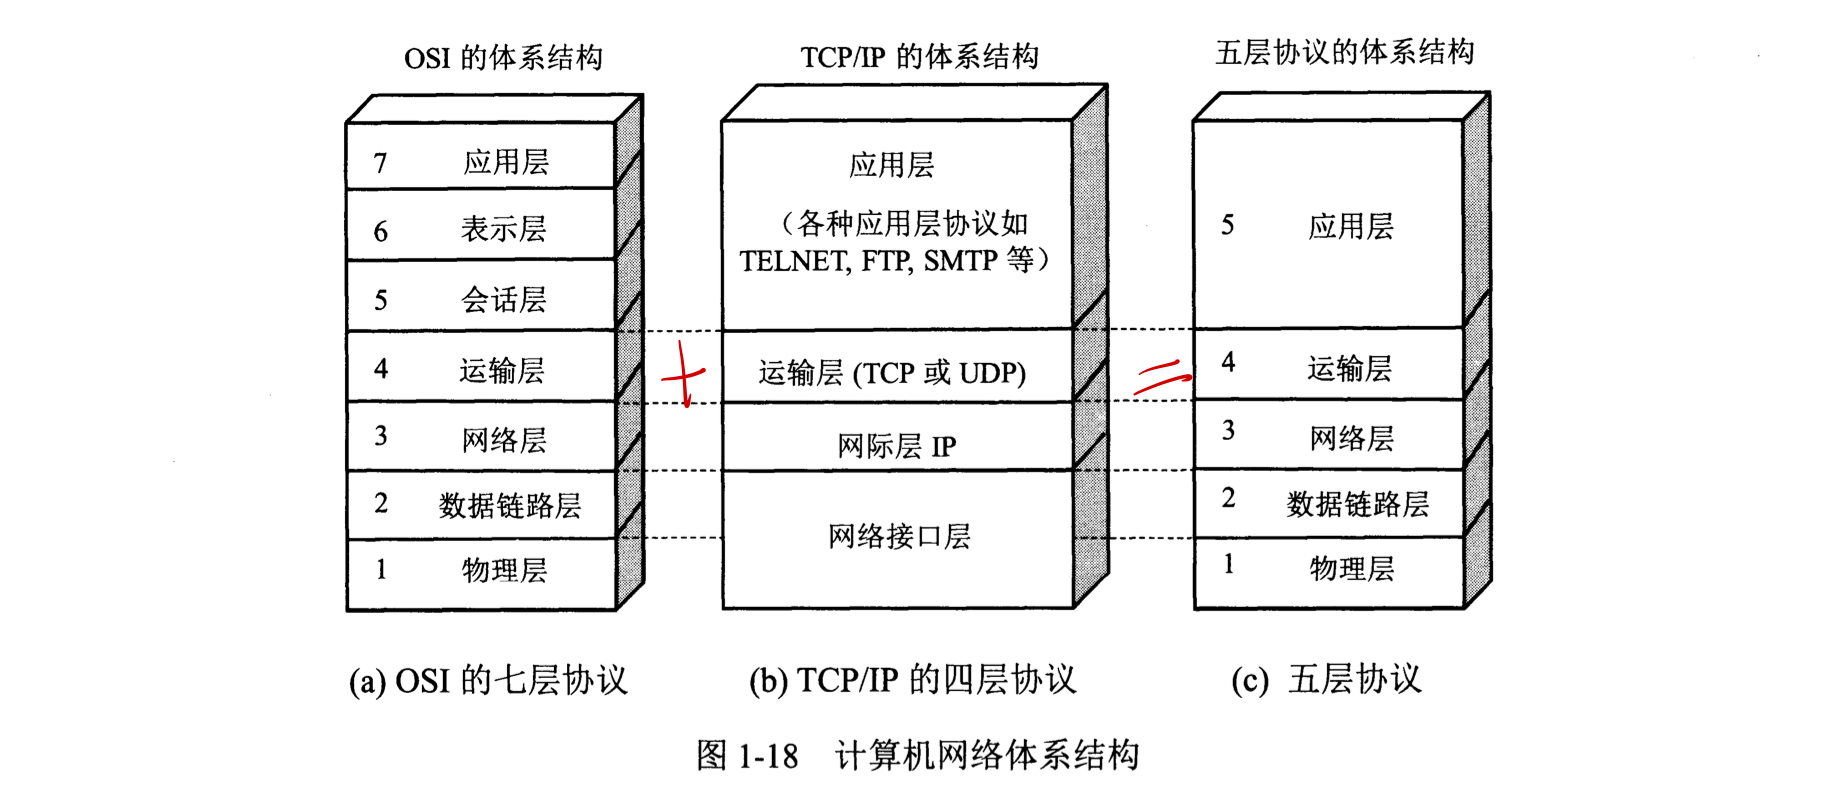 OSI 的体系结构
7 应用层
6 表示层
5 会话层
4 运输层
3 网络层
2 数据链路层
1 物理层
(a) OSI 的七层协议
+
TCP/IP 的体系结构
应用层
（各种应用层协议如
TELNET, FTP, SMTP 等）
运输层 (TCP 或 UDP)
网际层 IP
网络接口层
(b) TCP/IP 的四层协议
=
五层协议的体系结构
5 应用层
4 运输层
3 网络层
2 数据链路层
1 物理层
(c) 五层协议
图 1-18 计算机网络体系结构